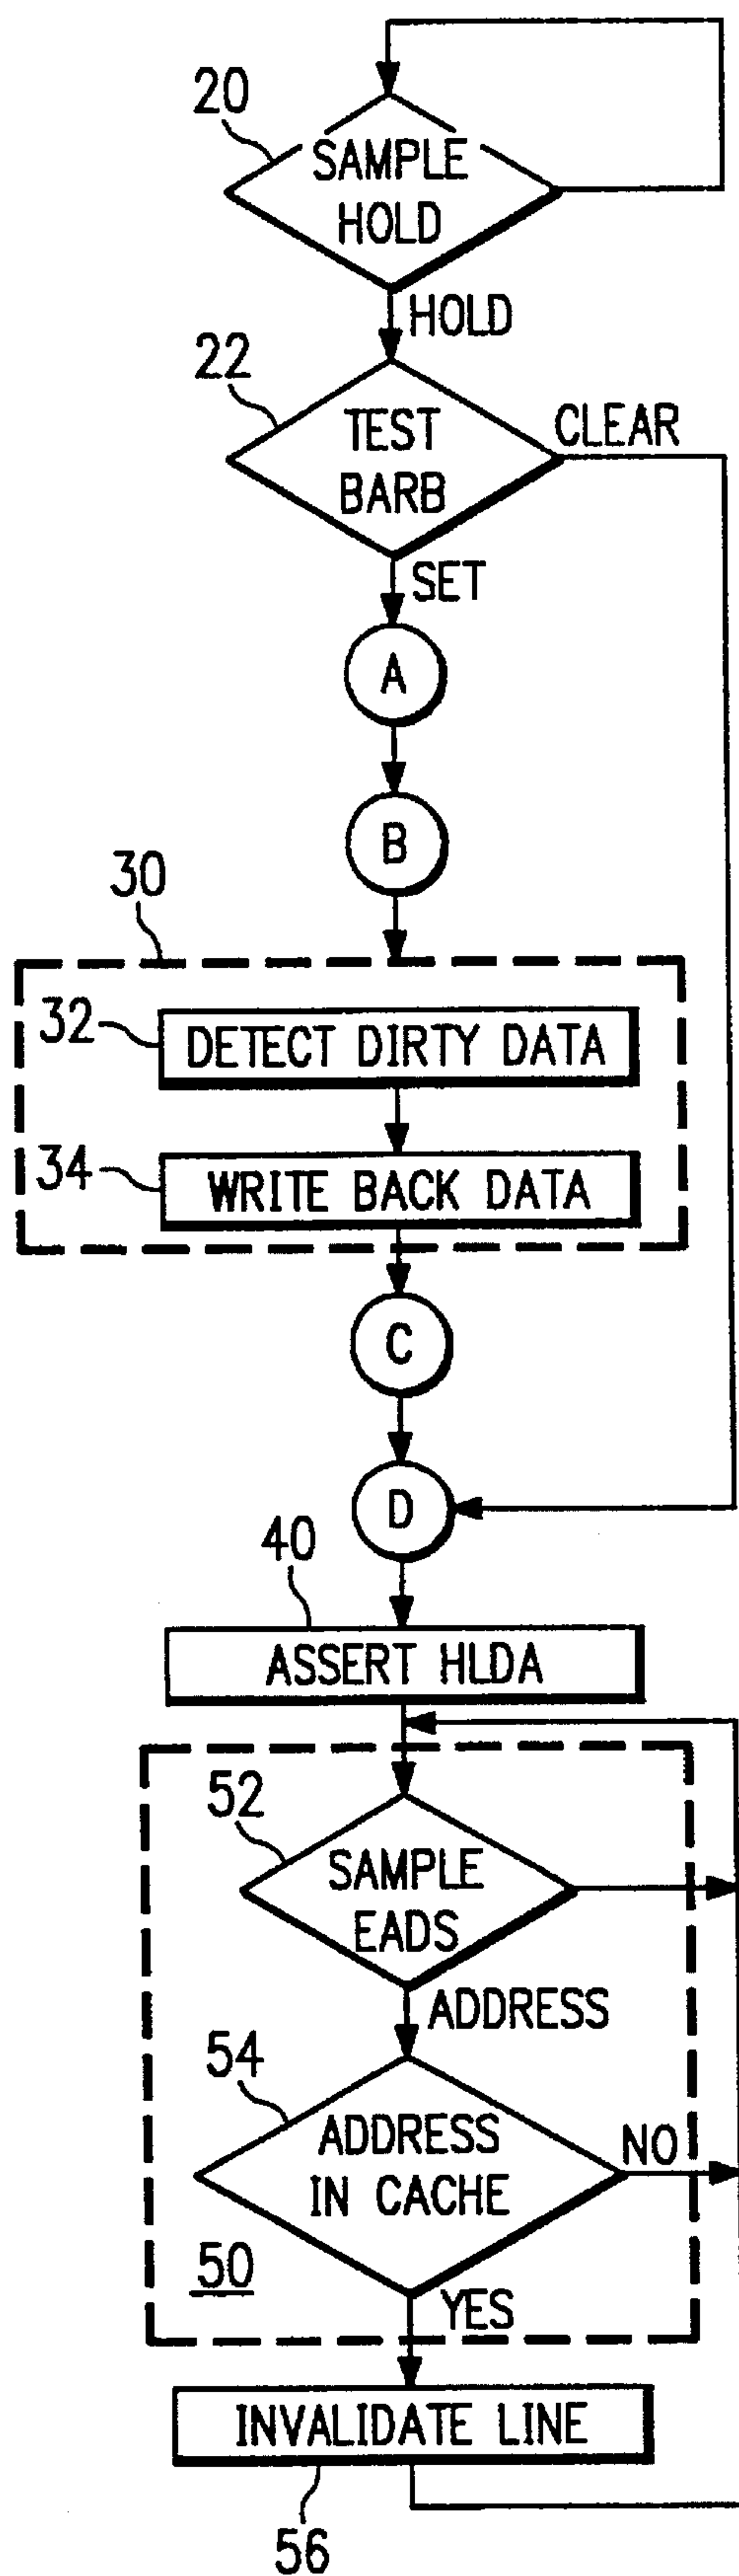 20
SAMPLE
HOLD
HOLD
22
TEST
BARB
CLEAR
SET
A
B
30
32
DETECT DIRTY DATA
34
WRITE BACK DATA
C
D
40
ASSERT HLDA
52
SAMPLE
EADS
ADDRESS
54
ADDRESS
IN CACHE
NO
50
YES
INVALIDATE LINE
56